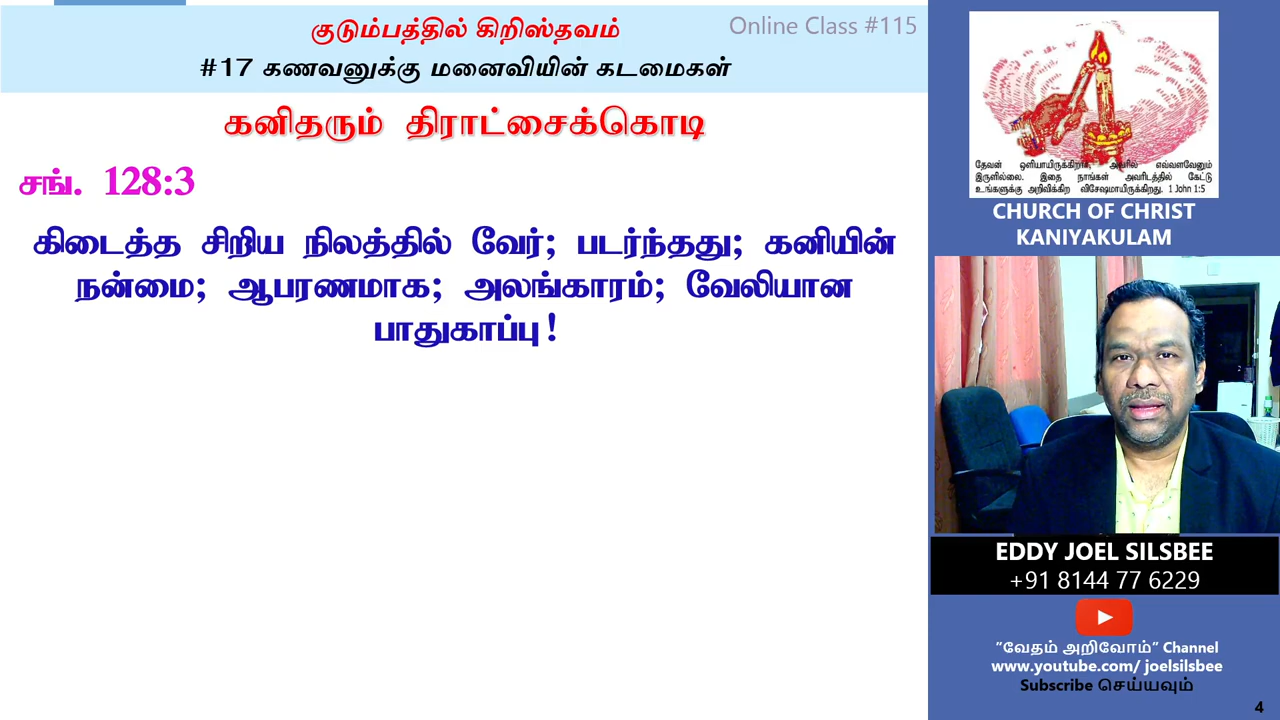 குடும்பத்தில் கிறிஸ்தவம்
Online Class #115
#17 கணவனுக்கு மனைவியின் கடமைகள்
கனிதரும் திராட்சைக்கொடி
சங். 128:3
கிடைத்த சிறிய நிலத்தில் வேர்; படர்ந்தது; கனியின்
நன்மை; ஆபரணமாக; அலங்காரம்; வேலியான
பாதுகாப்பு!
தேவன் ஒளியாயிருக்கிறார், அவரில் எவ்வளவேனும்
இருளில்லை. இதை நாங்கள் அவரிடத்தில் கேட்டு
உங்களுக்கு அறிவிக்கிற விசேஷமாயிருக்கிறது. 1 John 1:5
CHURCH OF CHRIST
KANIYAKULAM
EDDY JOEL SILSBEE
+91 8144 77 6229
"வேதம் அறிவோம்" Channel
www.youtube.com/ joelsilsbee
Subscribe செய்யவும்
4